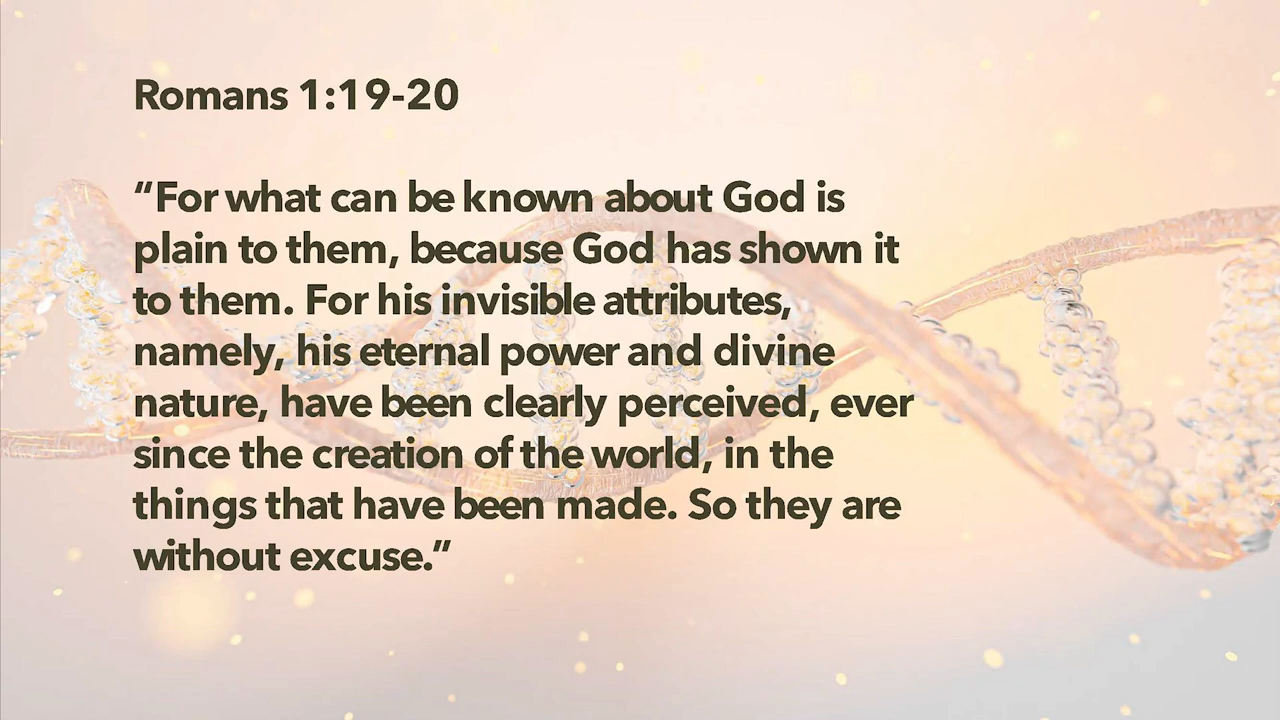 Romans 1:19-20
“For what can be known about God is
plain to them, because God has shown it
to them. For his invisible attributes,
namely, his eternal power and divine
nature, have been clearly perceived, ever
since the creation of the world, in the
things that have been made. So they are
without excuse.”